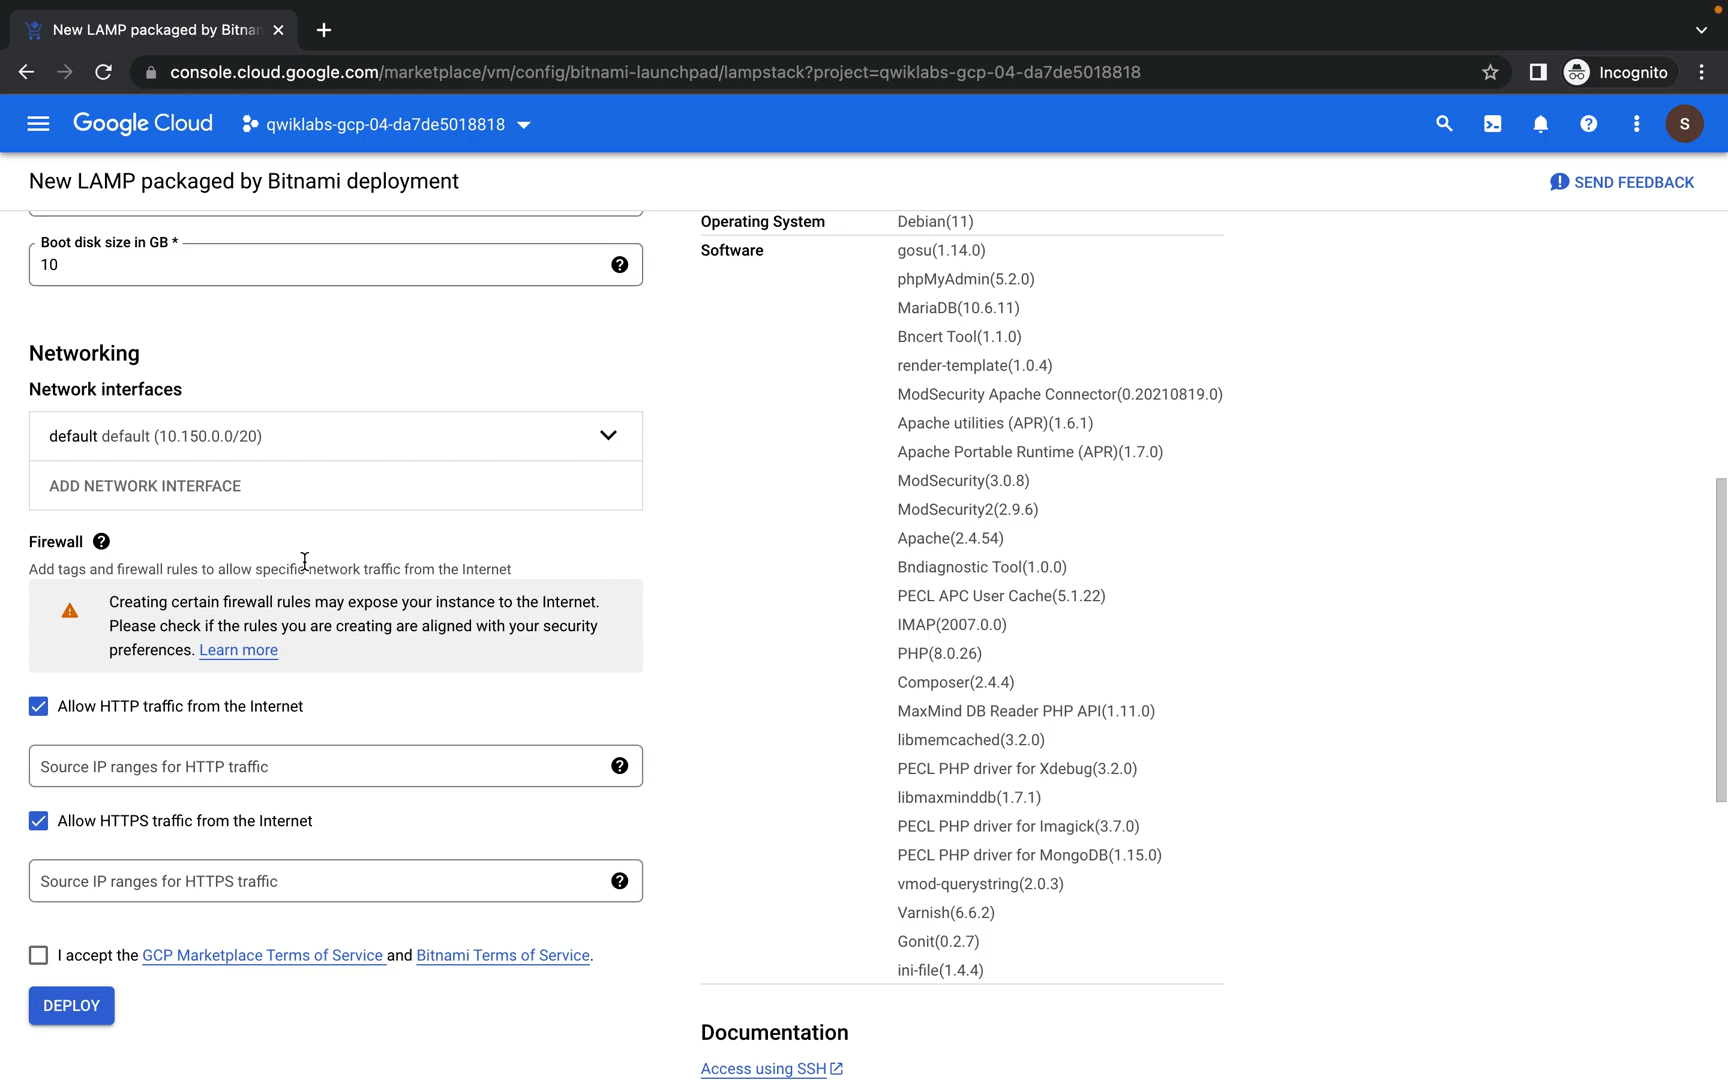 New LAMP packaged by Bitna
console.cloud.google.com/marketplace/vm/config/bitnami-launchpad/lampstack?project=qwiklabs-gcp-04-da7de5018818
Incognito
Google Cloud
qwiklabs-gcp-04-da7de5018818
S
New LAMP packaged by Bitnami deployment
SEND FEEDBACK
Boot disk size in GB *
10
Networking
Network interfaces
default default (10.150.0.0/20)
ADD NETWORK INTERFACE
Firewall
Add tags and firewall rules to allow specific network traffic from the Internet
Creating certain firewall rules may expose your instance to the Internet.
Please check if the rules you are creating are aligned with your security
preferences. Learn more
Allow HTTP traffic from the Internet
Source IP ranges for HTTP traffic
Allow HTTPS traffic from the Internet
Source IP ranges for HTTPS traffic
I accept the GCP Marketplace Terms of Service and Bitnami Terms of Service.
DEPLOY
Operating System Debian(11)
Software gosu(1.14.0)
phpMyAdmin(5.2.0)
MariaDB(10.6.11)
Bncert Tool(1.1.0)
render-template(1.0.4)
ModSecurity Apache Connector(0.20210819.0)
Apache utilities (APR)(1.6.1)
Apache Portable Runtime (APR)(1.7.0)
ModSecurity(3.0.8)
ModSecurity2(2.9.6)
Apache(2.4.54)
Bndiagnostic Tool(1.0.0)
PECL APC User Cache(5.1.22)
IMAP(2007.0.0)
PHP(8.0.26)
Composer(2.4.4)
MaxMind DB Reader PHP API(1.11.0)
libmemcached(3.2.0)
PECL PHP driver for Xdebug(3.2.0)
libmaxminddb(1.7.1)
PECL PHP driver for Imagick(3.7.0)
PECL PHP driver for MongoDB(1.15.0)
vmod-querystring(2.0.3)
Varnish(6.6.2)
Gonit(0.2.7)
ini-file(1.4.4)
Documentation
Access using SSH